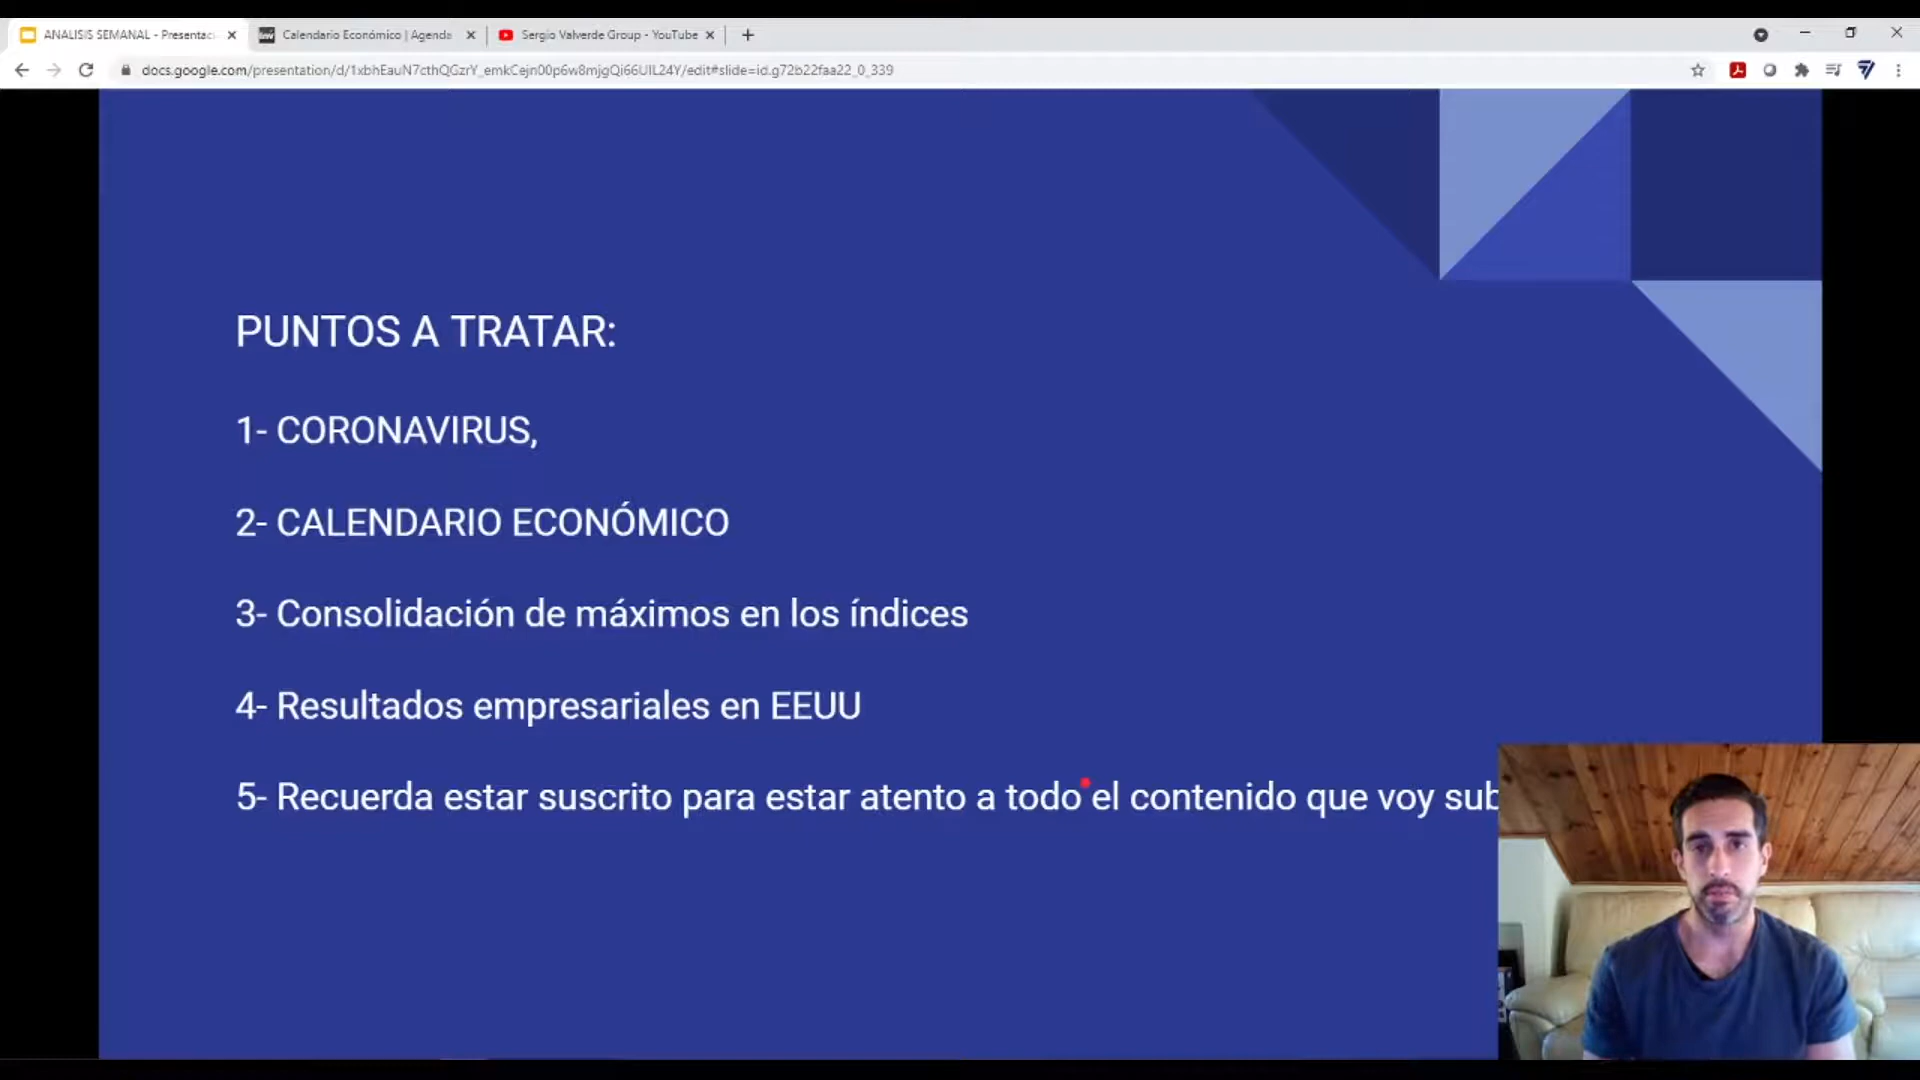 ANALISIS SEMANAL - Presentac
Calendario Económico | Agenda
Sergio Valverde Group - YouTube
docs.google.com/presentation/d/1xbhEauN7cthQGzrY_emkCejn00p6w8mjgQi66UIL24Y/edit#slide=id.g72b22faa22_0_339
PUNTOS A TRATAR:
1- CORONAVIRUS,
2- CALENDARIO ECONÓMICO
3- Consolidación de máximos en los índices
4- Resultados empresariales en EEUU
5- Recuerda estar suscrito para estar atento a todo el contenido que voy sub